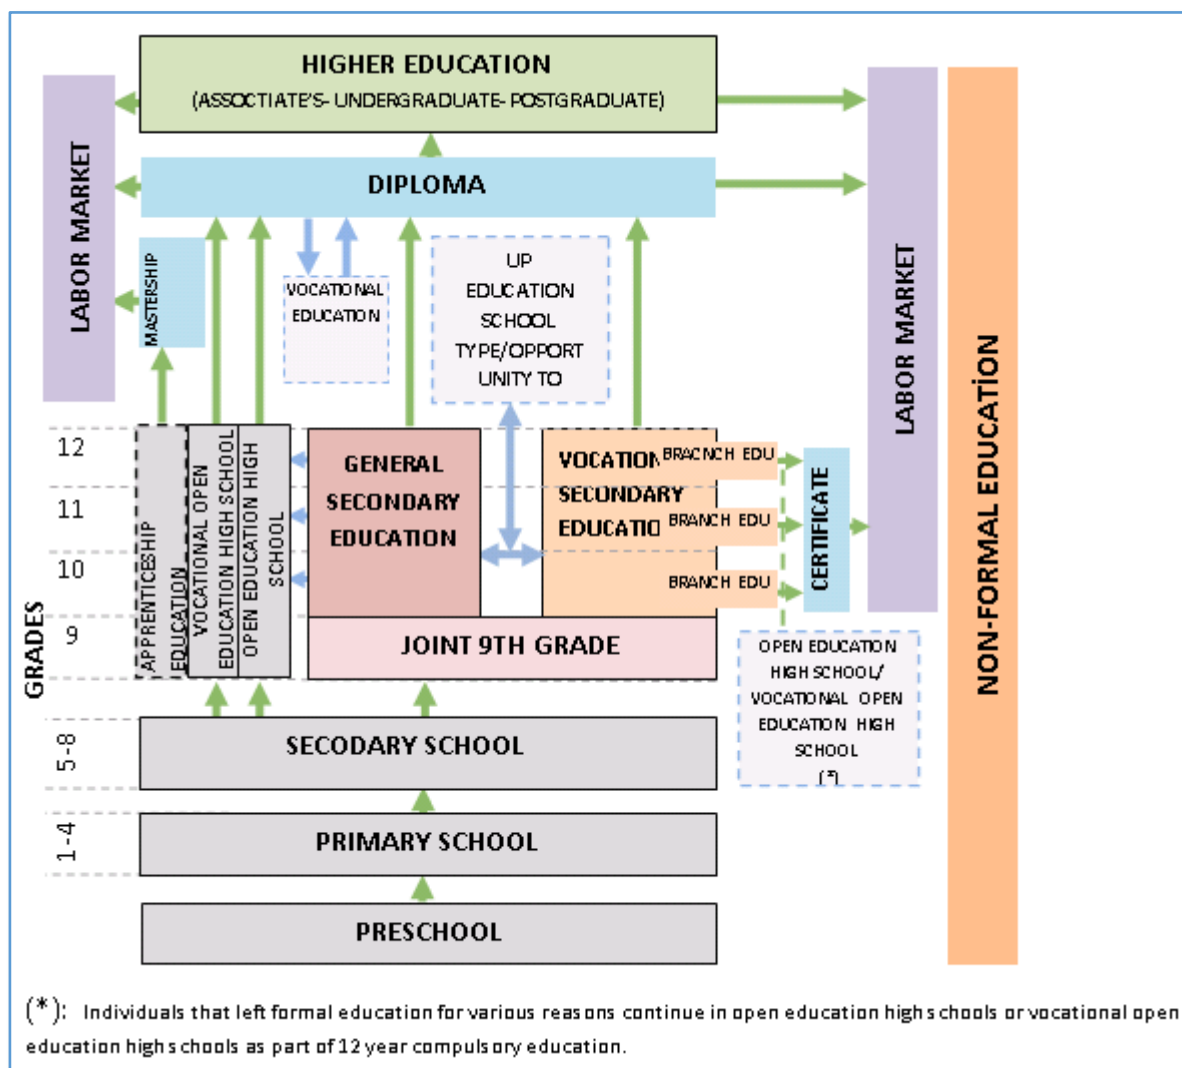 HIGHER EDUCATION
(ASSOCTIATE'S- UNDERGRADUATE- POSTGRADUATE)
LABOR MARKET
DIPLOMA
MASTERSHIP
VOCATIONAL
EDUCATION
UP
EDUCATION
SCHOOL
TYPE/OPPORT
UNITY TO
LABOR MARKET
NON-FORMAL EDUCATİON
GRADES
12
11
10
9
5-8
1-4
APPRENTICESHIP
EDUCATION
VOCATIONAL OPEN
EDUCATION HIGH SCHOOL
OPEN EDUCATION HIGH
SCHOOL
GENERAL
SECONDARY
EDUCATION
VOCATION
SECONDARY
EDUCATIO
BRACNCH EDU
BRANCH EDU
BRANCH EDU
CERTIFICATE
JOINT 9TH GRADE
OPEN EDUCATION
HIGH SCHOOL/
VOCATIONAL OPEN
EDUCATION HIGH
SCHOOL
(*)
SECODARY SCHOOL
PRIMARY SCHOOL
PRESCHOOL
(*): Individuals that left formal education for various reasons continue in open education high schools or vocational open
education high schools as part of 12 year compulsory education.